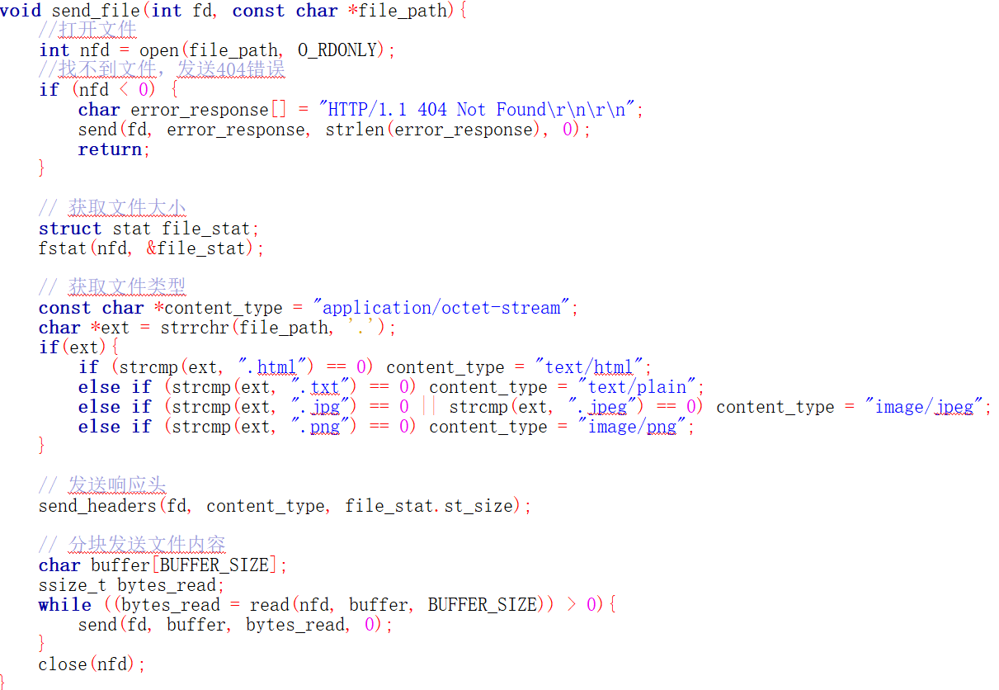 void send_file(int fd, const char *file_path){
    //打开文件
    int nfd = open(file_path, O_RDONLY);
    //找不到文件，发送404错误
    if (nfd < 0) {
        char error_response[] = "HTTP/1.1 404 Not Found\r\n\r\n";
        send(fd, error_response, strlen(error_response), 0);
        return;
    }

    // 获取文件大小
    struct stat file_stat;
    fstat(nfd, &file_stat);

    // 获取文件类型
    const char *content_type = "application/octet-stream";
    char *ext = strrchr(file_path, '.');
    if(ext){
        if (strcmp(ext, ".html") == 0) content_type = "text/html";
        else if (strcmp(ext, ".txt") == 0) content_type = "text/plain";
        else if (strcmp(ext, ".jpg") == 0 || strcmp(ext, ".jpeg") == 0) content_type = "image/jpeg";
        else if (strcmp(ext, ".png") == 0) content_type = "image/png";
    }

    // 发送响应头
    send_headers(fd, content_type, file_stat.st_size);

    // 分块发送文件内容
    char buffer[BUFFER_SIZE];
    ssize_t bytes_read;
    while ((bytes_read = read(nfd, buffer, BUFFER_SIZE)) > 0){
        send(fd, buffer, bytes_read, 0);
    }
    close(nfd);
}